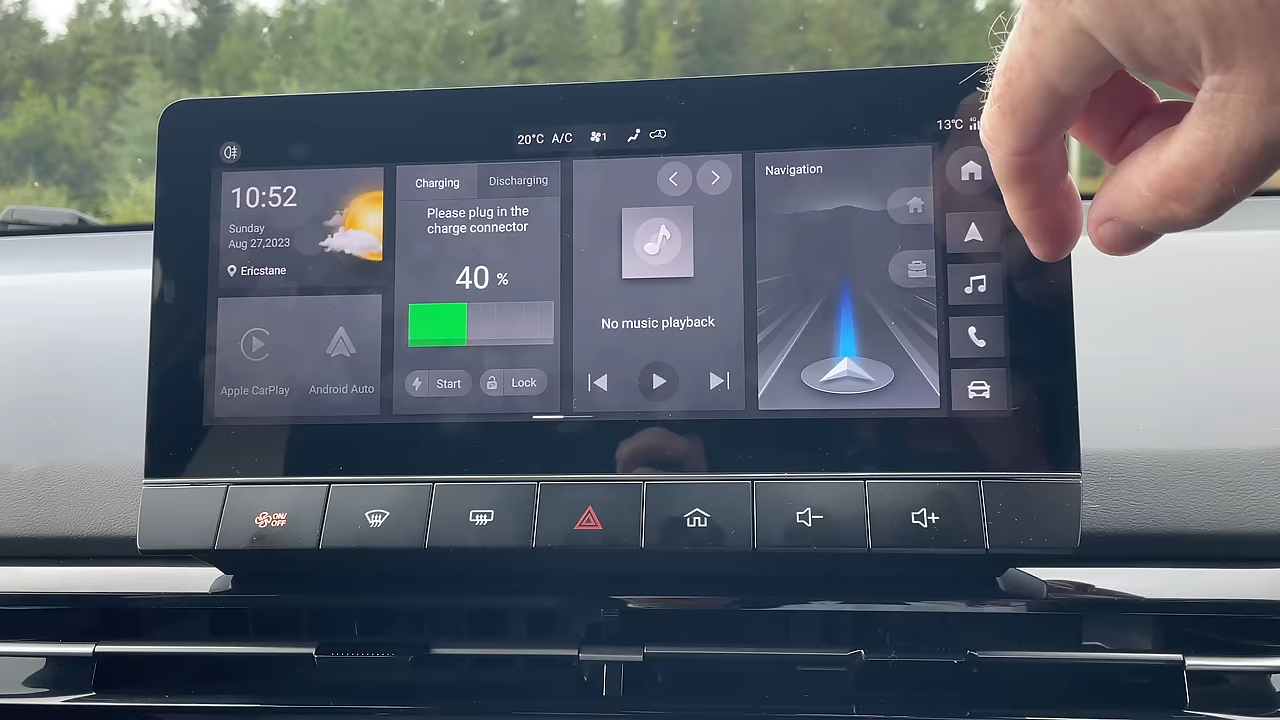 20°C A/C 1
13°C 4G
10:52
Sunday
Aug 27,2023
Ericstane
Apple CarPlay
Android Auto
Charging
Discharging
Please plug in the
charge connector
40 %
Start
Lock
No music playback
Navigation
ON/
OFF